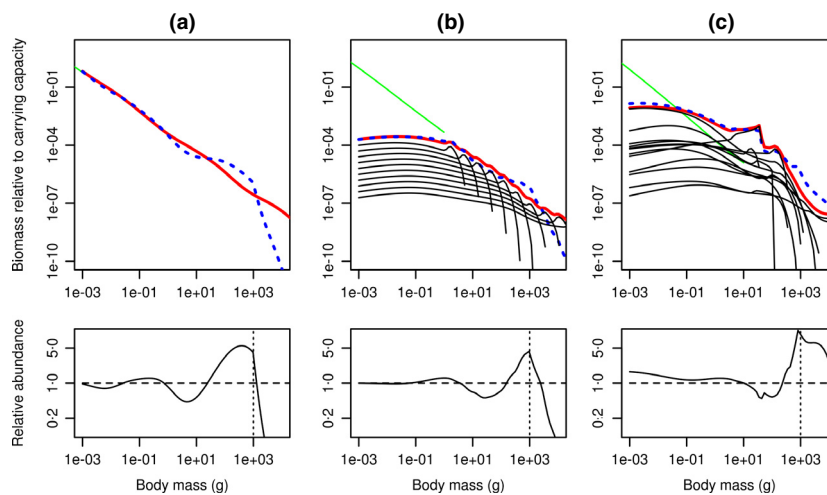 (a) (b) (c)
Biomass relative to carrying capacity
1e-01
1e-04
1e-07
1e-10
1e-03 1e-01 1e+01 1e+03
1e-03 1e-01 1e+01 1e+03
1e-03 1e-01 1e+01 1e+03
1e-01
1e-04
1e-07
1e-10
1e-01
1e-04
1e-07
1e-10
Relative abundance
5·0
1·0
0·2
5·0
1·0
0·2
5·0
1·0
0·2
1e-03 1e-01 1e+01 1e+03
1e-03 1e-01 1e+01 1e+03
1e-03 1e-01 1e+01 1e+03
Body mass (g) Body mass (g) Body mass (g)